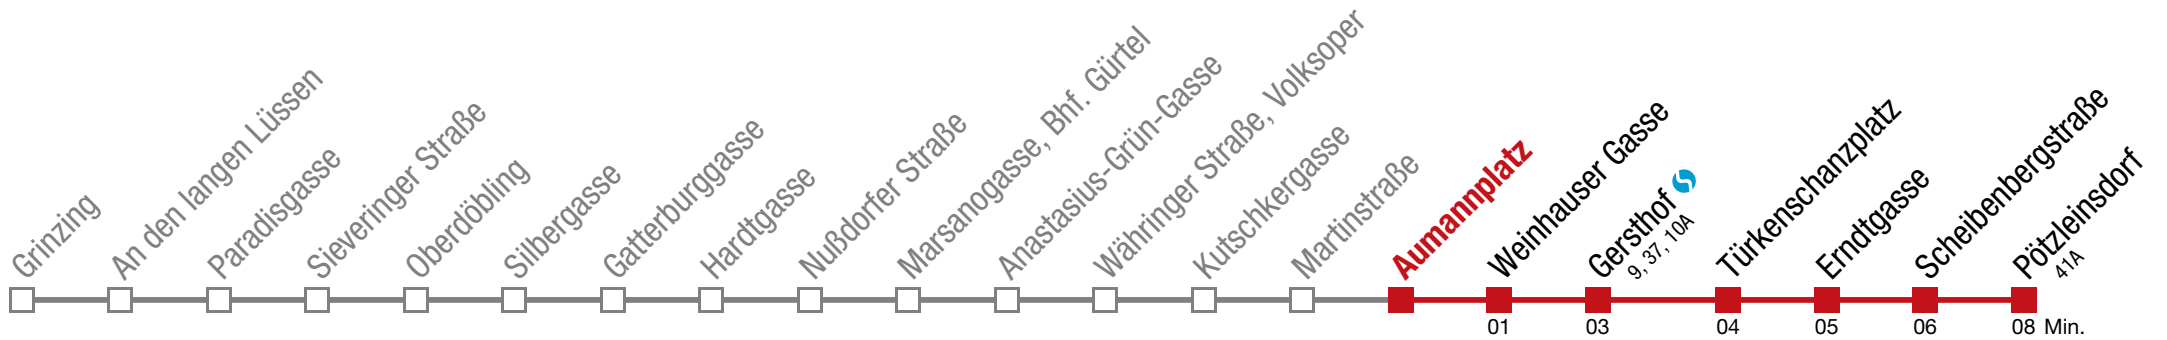 Grinzing
An den langen Lüssen
Paradisgasse
Sieveringer Straße
Oberdöbling
Silbergasse
Gatterburggasse
Hardtgasse
Nußdorfer Straße
Marsanogasse, Bhf. Gürtel
Anastasius-Grün-Gasse
Währinger Straße, Volksoper
Kutschkergasse
Martinstraße
Aumannplatz
Weinhauser Gasse
Gersthof
9, 37, 10A
Türkenschanzplatz
Erndtgasse
Scheibenbergstraße
Pötzleinsdorf
41A
01 03 04 05 06 08 Min.